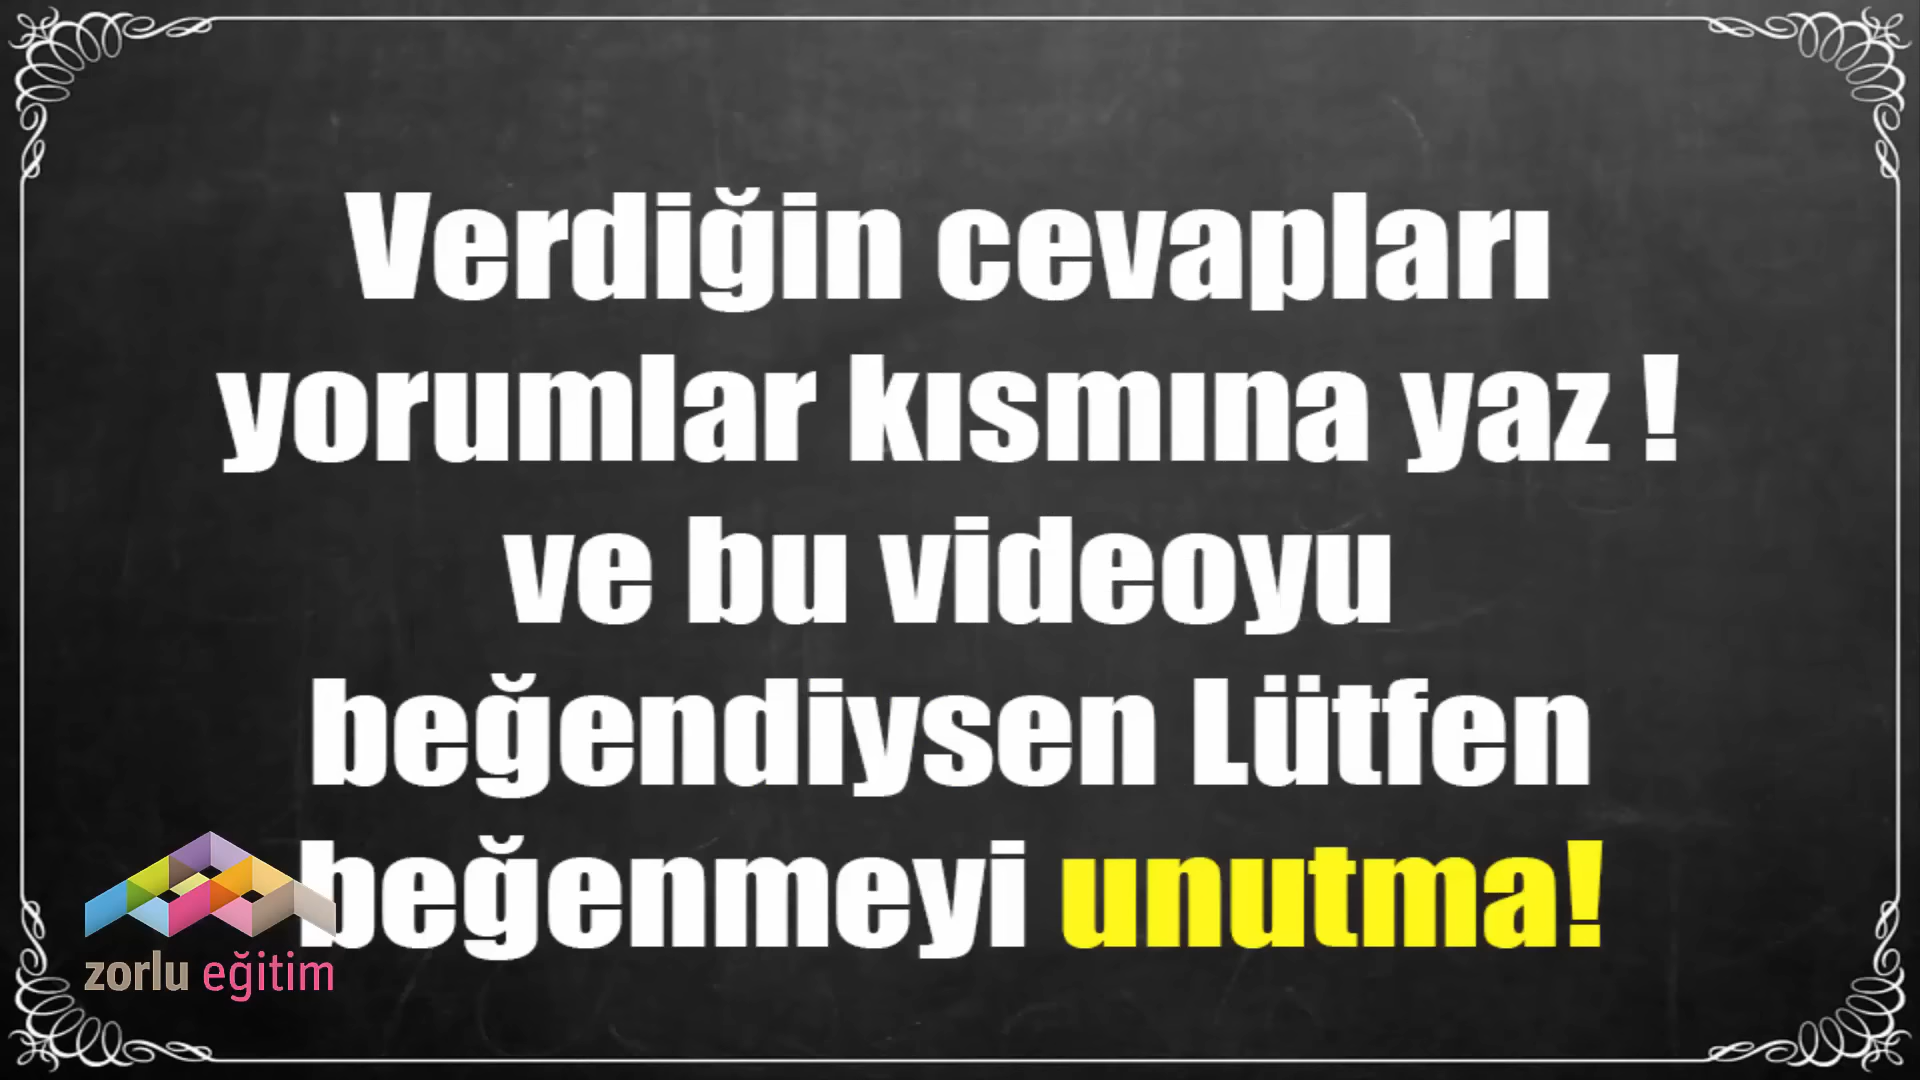 Verdiğin cevapları
yorumlar kısmına yaz !
ve bu videoyu
beğendiysen Lütfen
beğenmeyi unutma!
zorlu eğitim